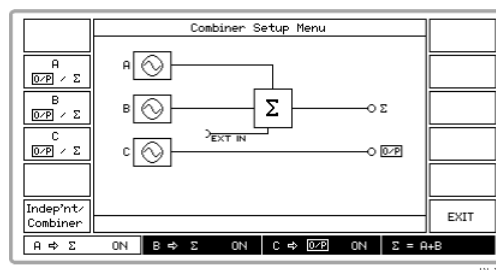 Combiner Setup Menu
A
O/P / Σ
B
O/P / Σ
C
O/P / Σ
Indep'nt/
Combiner
A
B
C
Σ
EXT IN
Σ
O/P
EXIT
A ⇨ Σ ON
B ⇨ Σ ON
C ⇨ O/P ON
Σ = A+B